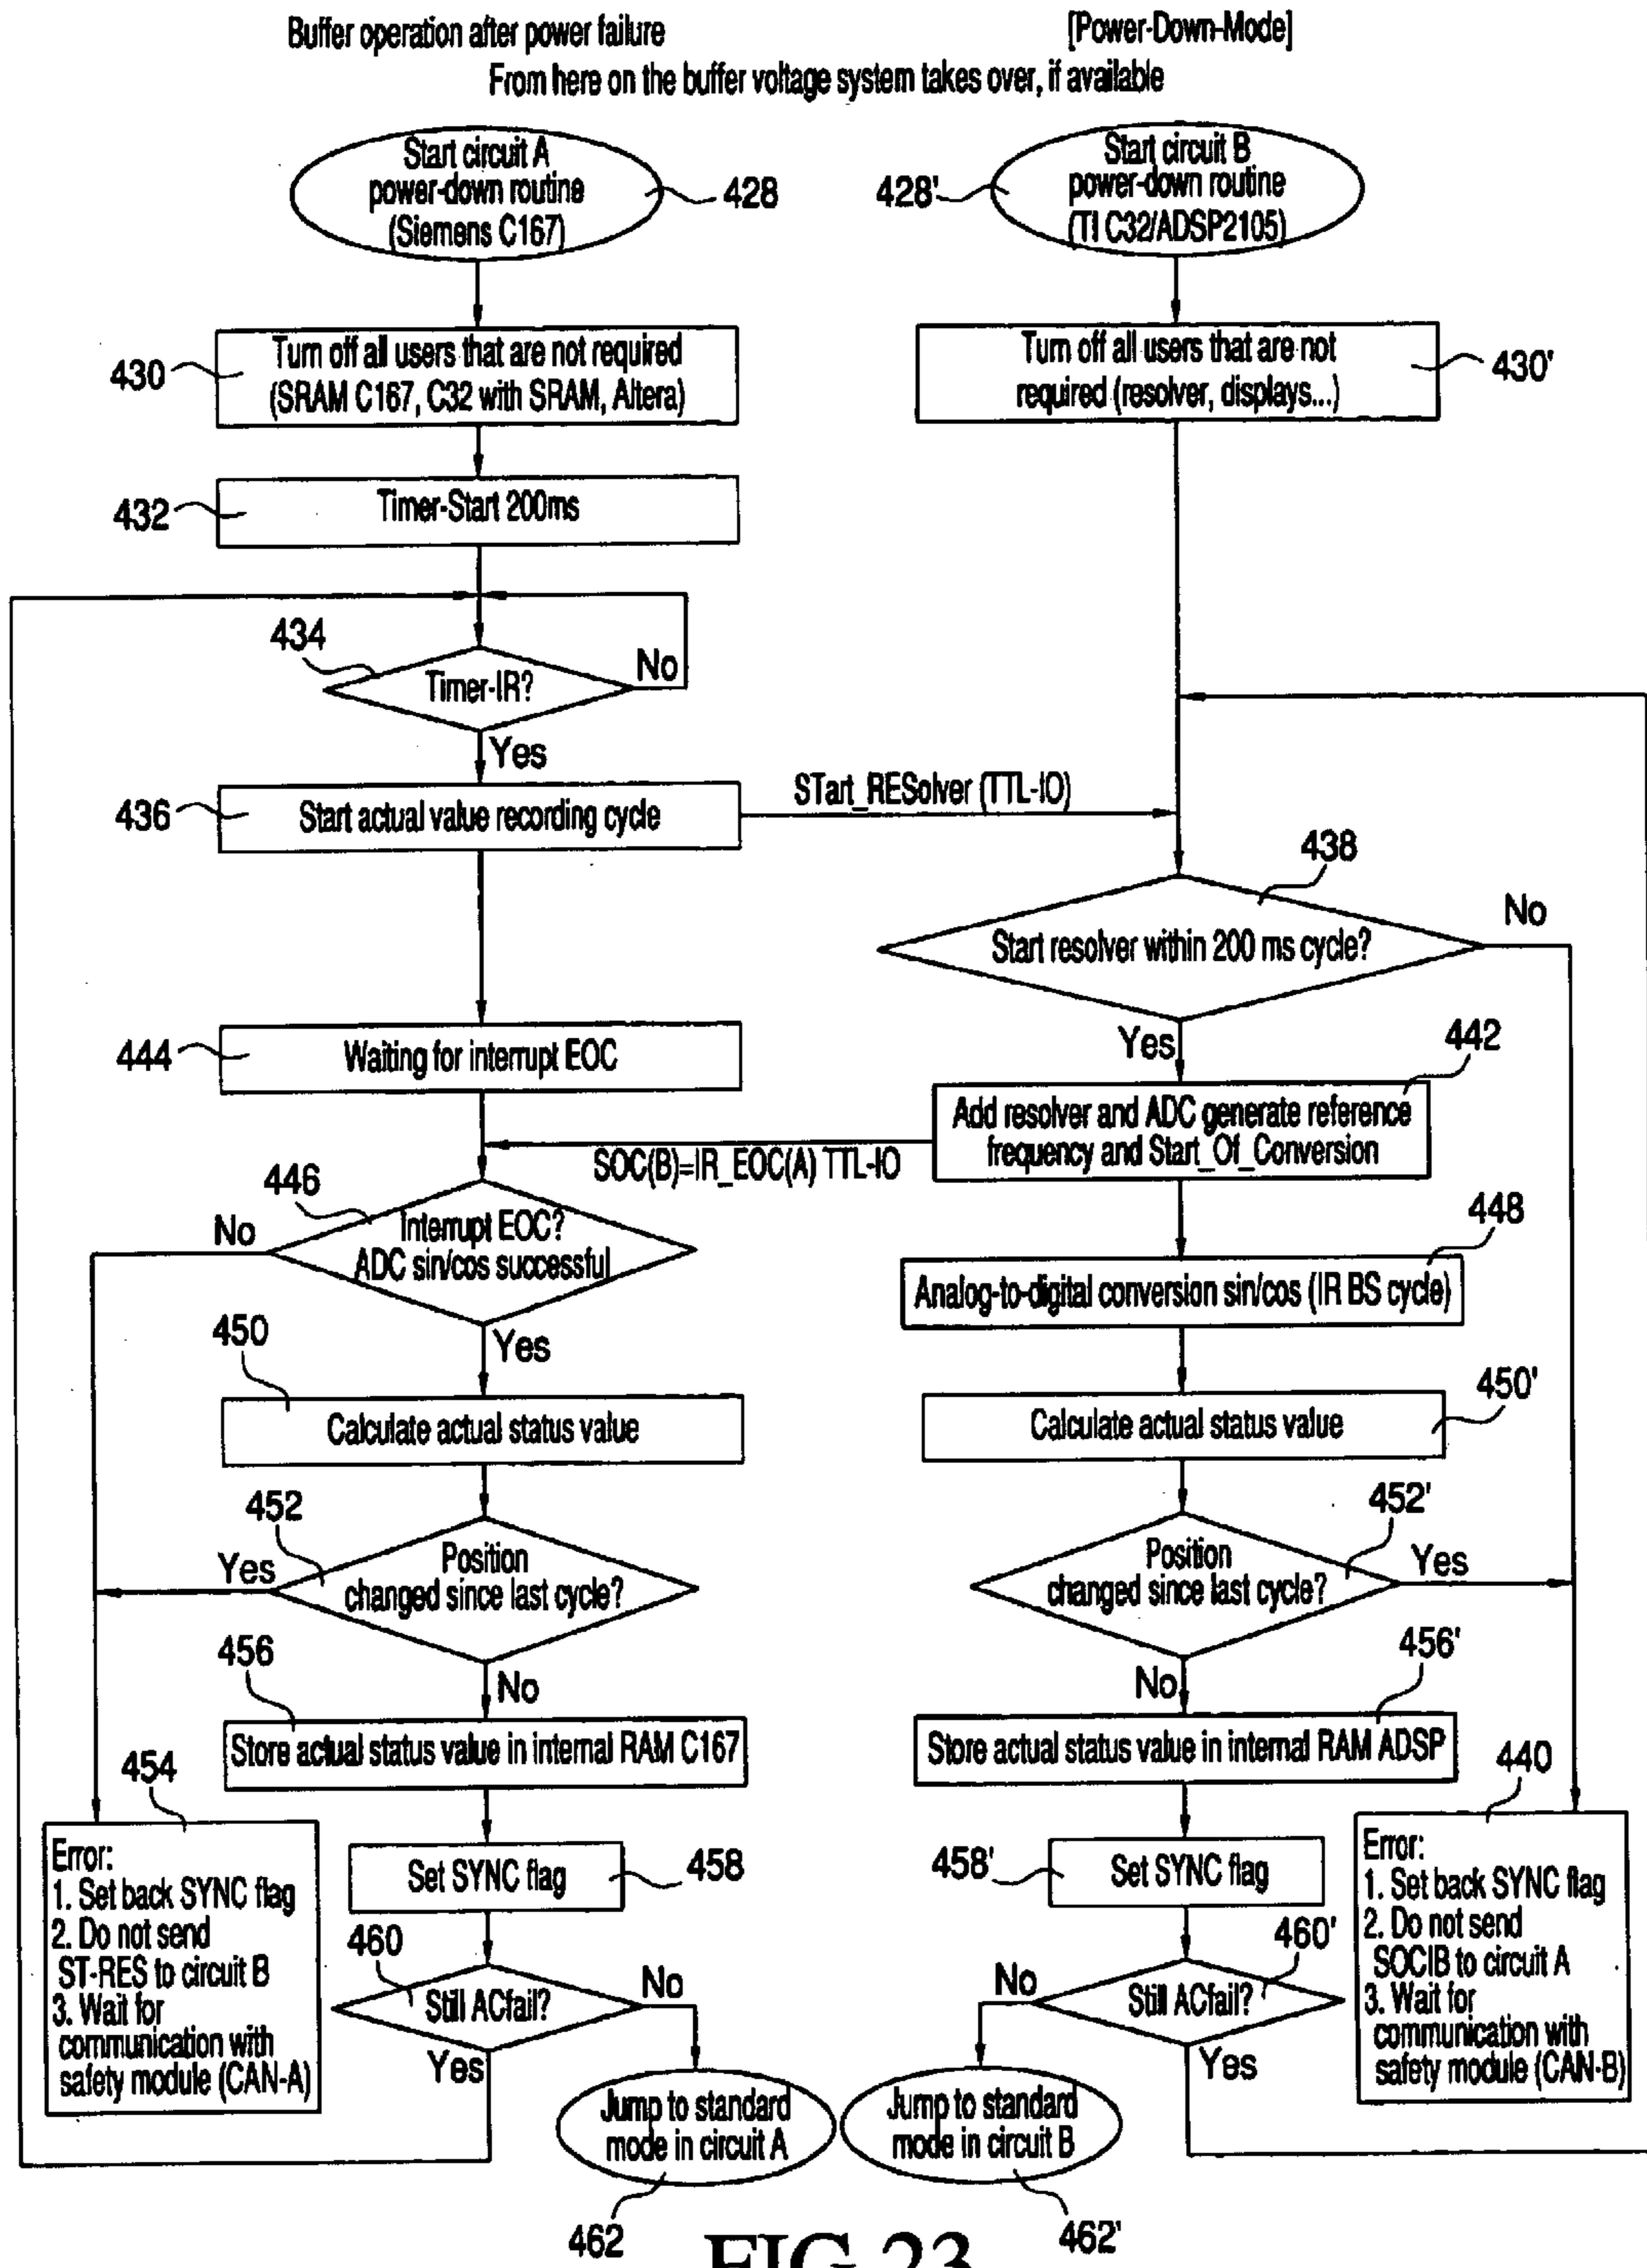 Buffer operation after power failure
[Power-Down-Mode]
From here on the buffer voltage system takes over, if available
Start circuit A
power-down routine
(Siemens C167)
428
428'
Start circuit B
power-down routine
(TI C32/ADSP2105)
430
Turn off all users that are not required
(SRAM C167, C32 with SRAM, Altera)
Turn off all users that are not
required (resolver, displays...)
430'
432
Timer-Start 200ms
434
Timer-IR?
No
Yes
436
Start actual value recording cycle
STart_RESolver (TTL-IO)
438
Start resolver within 200 ms cycle?
No
Yes
444
Waiting for interrupt EOC
442
Add resolver and ADC generate reference
frequency and Start_Of_Conversion
SOC(B)=IR_EOC(A) TTL-IO
446
Interrupt EOC?
ADC sin/cos successful
No
Yes
448
Analog-to-digital conversion sin/cos (IR BS cycle)
450
Calculate actual status value
450'
Calculate actual status value
452
Position
changed since last cycle?
Yes
No
452'
Position
changed since last cycle?
Yes
No
456
Store actual status value in internal RAM C167
456'
Store actual status value in internal RAM ADSP
454
Error:
1. Set back SYNC flag
2. Do not send
ST-RES to circuit B
3. Wait for
communication with
safety module (CAN-A)
Set SYNC flag
458
458'
Set SYNC flag
440
Error:
1. Set back SYNC flag
2. Do not send
SOCIB to circuit A
3. Wait for
communication with
safety module (CAN-B)
460
Still ACfail?
No
Yes
460'
Still ACfail?
No
Yes
Jump to standard
mode in circuit A
462
Jump to standard
mode in circuit B
462'
FIG 23